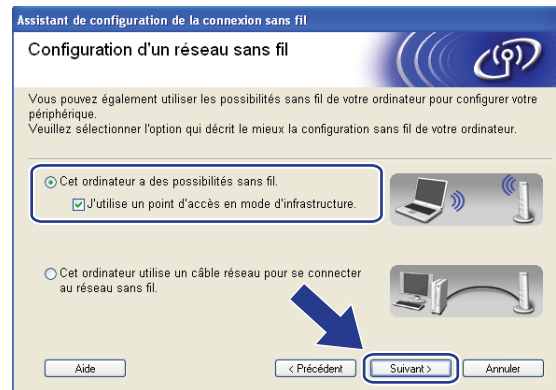 Assistant de configuration de la connexion sans fil
Configuration d'un réseau sans fil
Vous pouvez également utiliser les possibilités sans fil de votre ordinateur pour configurer votre
périphérique.
Veuillez sélectionner l'option qui décrit le mieux la configuration sans fil de votre ordinateur.
Cet ordinateur a des possibilités sans fil.
J'utilise un point d'accès en mode d'infrastructure.
Cet ordinateur utilise un câble réseau pour se connecter
au réseau sans fil.
Aide
< Précédent
Suivant >
Annuler